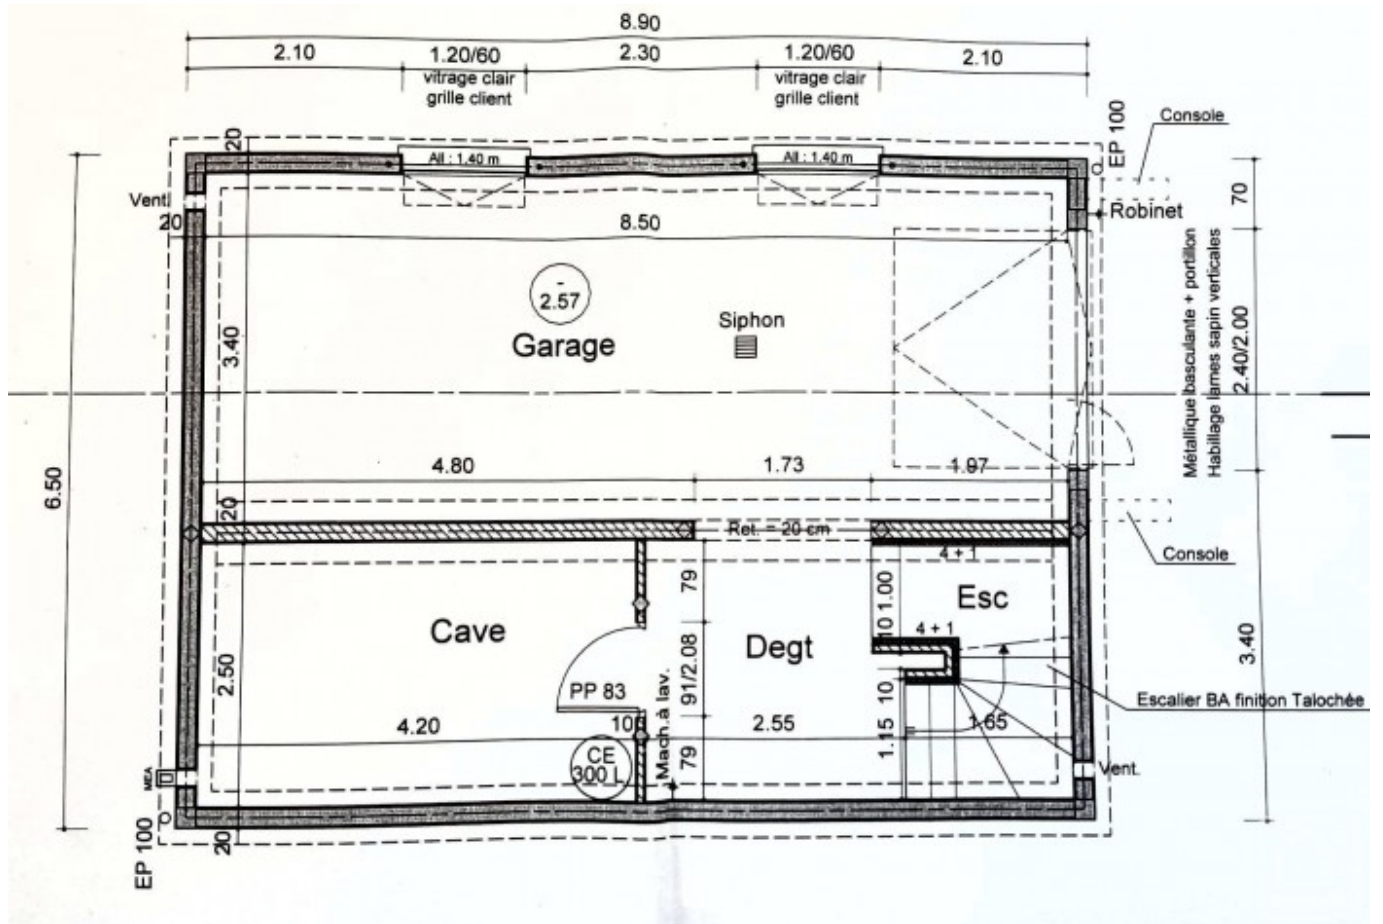 8.90
2.10
1.20/60
2.30
1.20/60
2.10
vitrage clair
grille client
vitrage clair
grille client
EP 100
Console
20
All : 1.40 m
All : 1.40 m
Vent.
20
8.50
Robinet
70
-
2.57
Siphon
Garage
3.40
Métallique basculante + portillon
Habillage lames sapin verticales
2.40/2.00
4.80
1.73
1.97
6.50
20
Ret. = 20 cm
4 + 1
Console
79
1.00
Esc
Cave
10
4 + 1
Degt
2.50
91/2.08
3.40
PP 83
10
Escalier BA finition Talochée
4.20
10
Mach.à lav.
2.55
1.15
1.65
CE
300 L
79
Vent.
MEA
20
EP 100